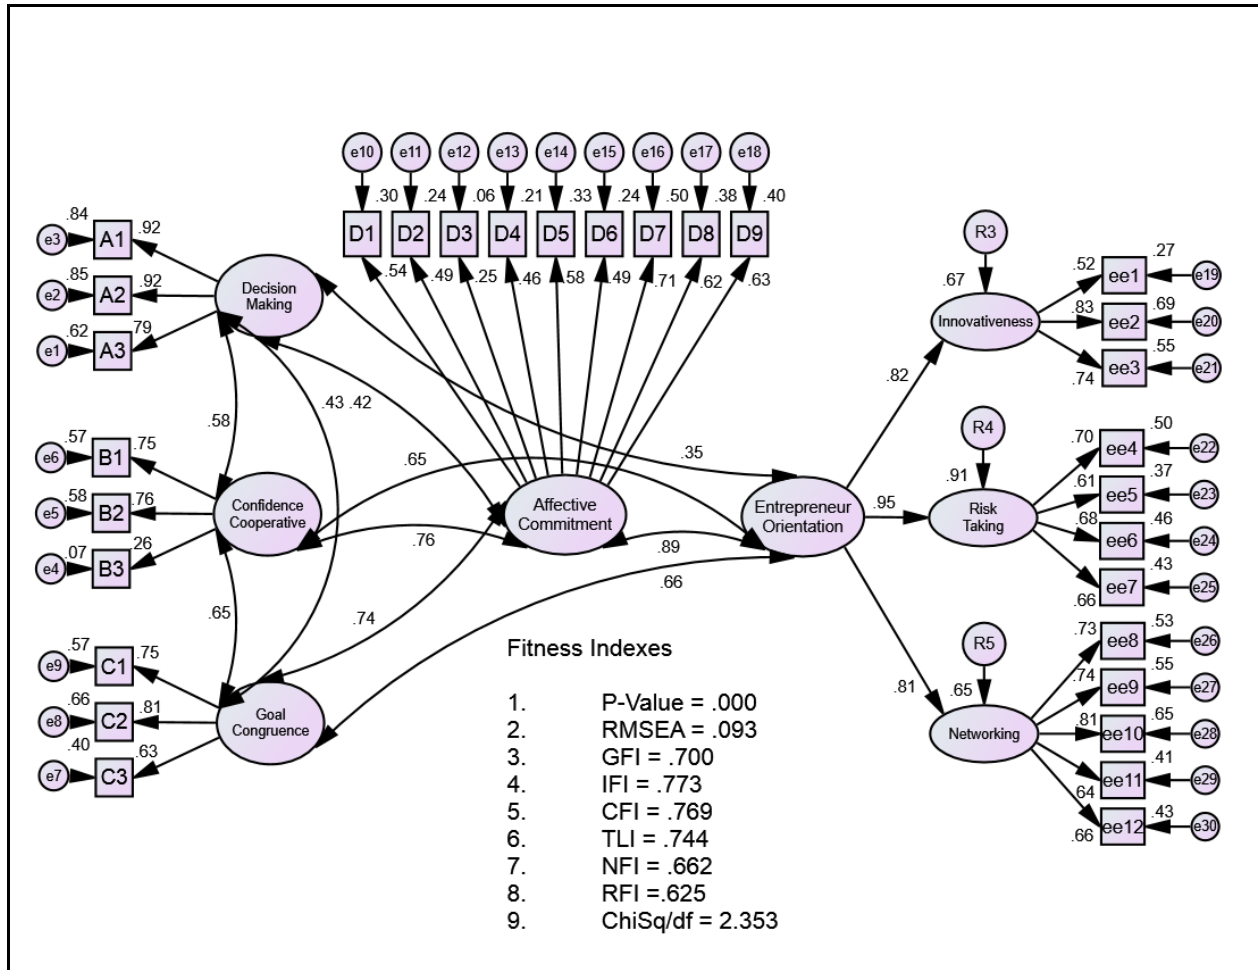 e10 e11 e12 e13 e14 e15 e16 e17 e18
.30 .24 .06 .21 .33 .24 .50 .38 .40
D1 D2 D3 D4 D5 D6 D7 D8 D9
.54 .49 .25 .46 .58 .49 .71 .62 .63
.84
e3 A1 .92
.85
e2 A2 .92
.62
e1 A3 .79
Decision
Making
.58
.43 .42
.57
e6 B1 .75
.58
e5 B2 .76
.07
e4 B3 .26
Confidence
Cooperative
.65
.57
e9 C1 .75
.66
e8 C2 .81
.40
e7 C3 .63
Goal
Congruence
.65
.76
.74
Affective
Commitment
.35
.89
.66
Entrepreneur
Orientation
.82
.95
.81
R3
.67
Innovativeness
.52 ee1 .27 e19
.83 ee2 .69 e20
.74 ee3 .55 e21
R4
.91
Risk
Taking
.70 ee4 .50 e22
.61 ee5 .37 e23
.68 ee6 .46 e24
.66 ee7 .43 e25
R5
.65
Networking
.73 ee8 .53 e26
.74 ee9 .55 e27
.81 ee10 .65 e28
.64 ee11 .41 e29
.66 ee12 .43 e30
Fitness Indexes
1. P-Value = .000
2. RMSEA = .093
3. GFI = .700
4. IFI = .773
5. CFI = .769
6. TLI = .744
7. NFI = .662
8. RFI =.625
9. ChiSq/df = 2.353